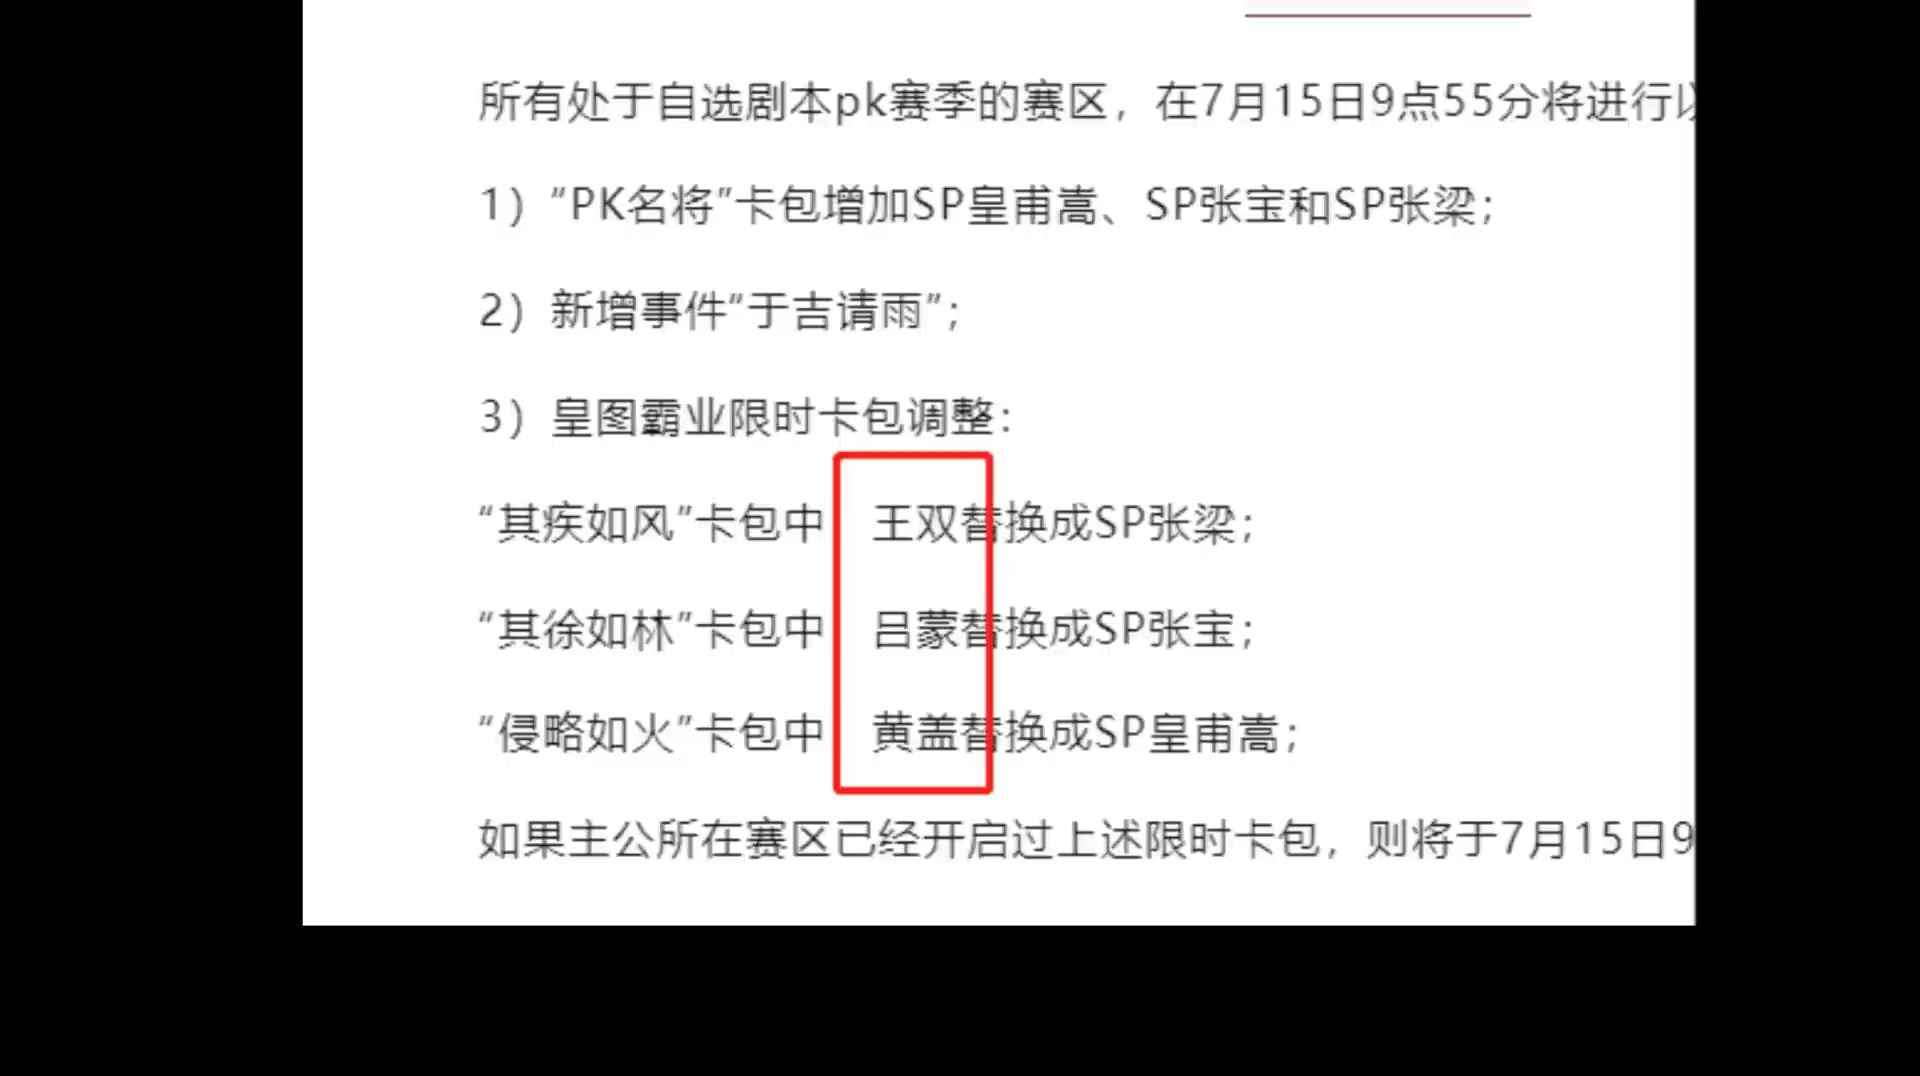 所有处于自选剧本pk赛季的赛区，在7月15日9点55分将进行以
1）“PK名将”卡包增加SP皇甫嵩、SP张宝和SP张梁；
2）新增事件“于吉请雨”；
3）皇图霸业限时卡包调整：
“其疾如风”卡包中 王双替换成SP张梁；
“其徐如林”卡包中 吕蒙替换成SP张宝；
“侵略如火”卡包中 黄盖替换成SP皇甫嵩；
如果主公所在赛区已经开启过上述限时卡包，则将于7月15日9